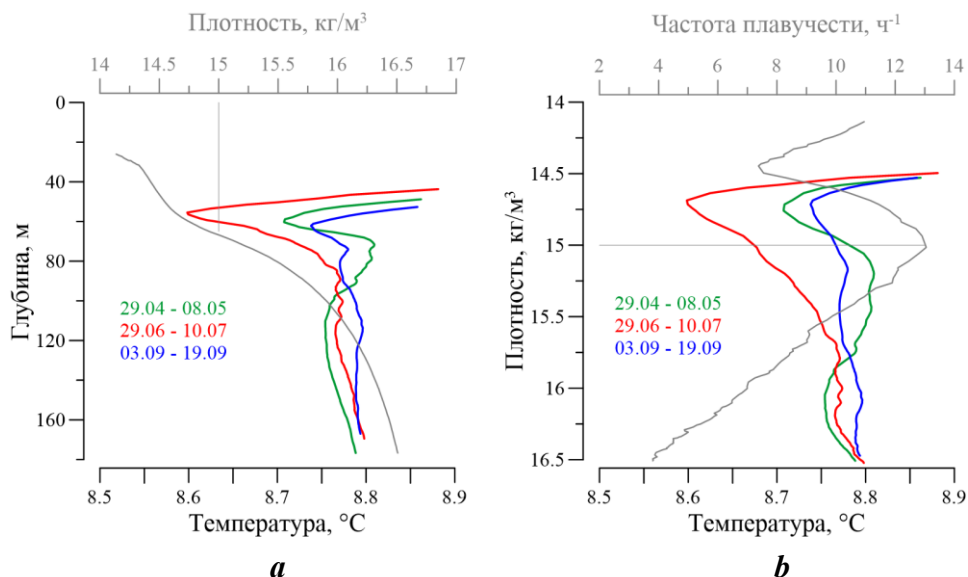 Плотность, кг/м³
14 14.5 15 15.5 16 16.5 17
0
40
80
120
160
Глубина, м
29.04 - 08.05
29.06 - 10.07
03.09 - 19.09
8.5 8.6 8.7 8.8 8.9
Температура, °C
a
Частота плавучести, ч⁻¹
2 4 6 8 10 12 14
14
14.5
15
15.5
16
16.5
Плотность, кг/м³
29.04 - 08.05
29.06 - 10.07
03.09 - 19.09
8.5 8.6 8.7 8.8 8.9
Температура, °C
b